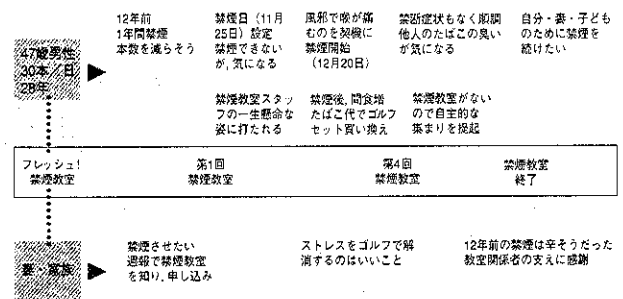 47歳男性
30本／日
28年
12年前
1年間禁煙
本数を減らそう
禁煙日（11月
25日）設定
禁煙できない
が，気になる
風邪で喉が痛
むのを契機に
禁煙開始
（12月20日）
禁断症状もなく順調
他人のたばこの臭い
が気になる
自分・妻・子ども
のために禁煙を
続けたい
禁煙教室スタッ
フの一生懸命な
姿に打たれる
禁煙後，間食増
たばこ代でゴルフ
セット買い換え
禁煙教室がない
ので自主的な
集まりを提起
フレッシュ！
禁煙教室
第1回
禁煙教室
第4回
禁煙教室
禁煙教室
終了
妻・家族
禁煙させたい
週報で禁煙教室
を知り，申し込み
ストレスをゴルフで解
消するのはいいこと
12年前の禁煙は辛そうだった
教室関係者の支えに感謝